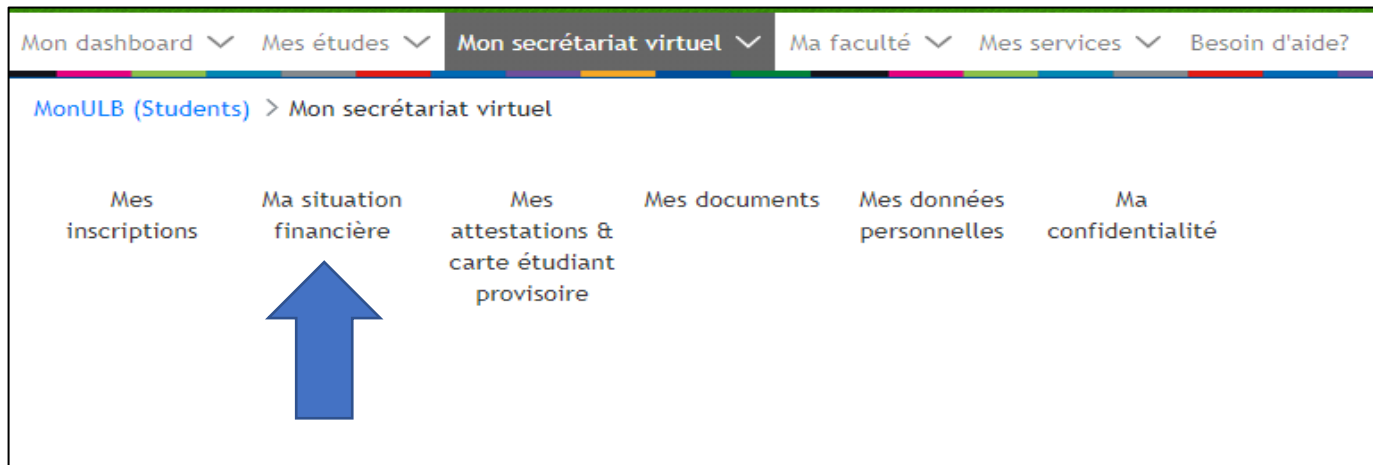 Mon dashboard Mes études Mon secrétariat virtuel Ma faculté Mes services Besoin d'aide?
MonULB (Students) > Mon secrétariat virtuel
Mes
inscriptions
Ma situation
financière
Mes
attestations &
carte étudiant
provisoire
Mes documents
Mes données
personnelles
Ma
confidentialité